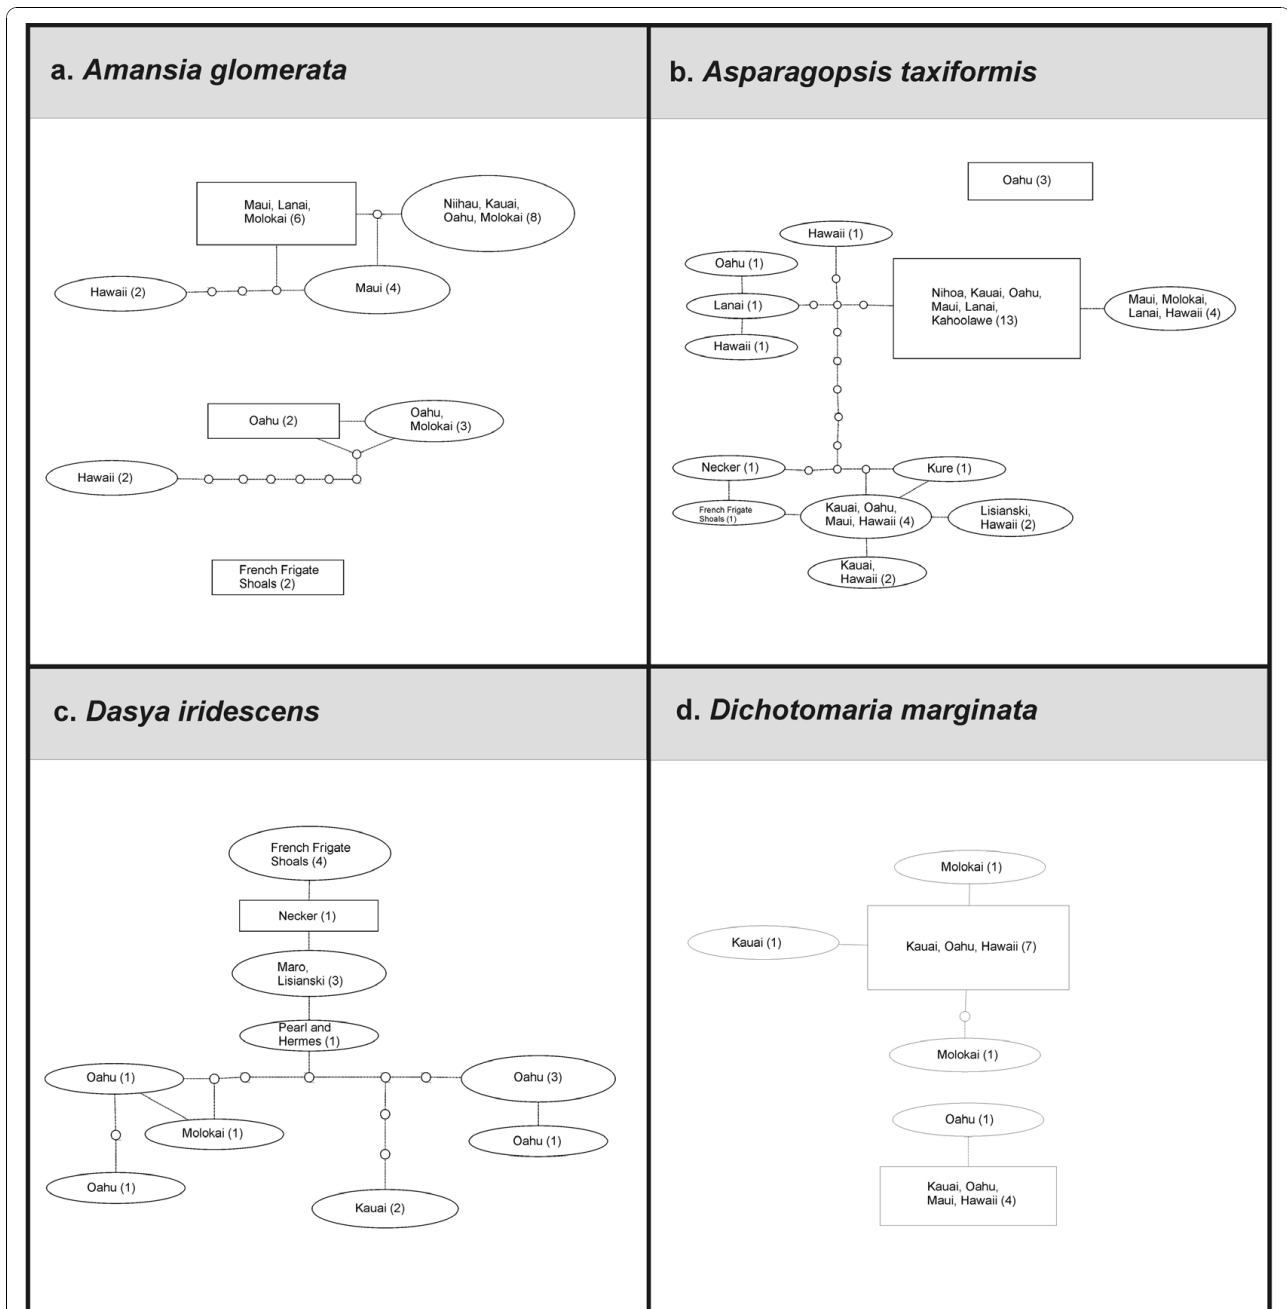 a. Amansia glomerata
Maui, Lanai,
Molokai (6)
Niihau, Kauai,
Oahu, Molokai (8)
Hawaii (2)
Maui (4)
Oahu (2)
Oahu,
Molokai (3)
Hawaii (2)
French Frigate
Shoals (2)
b. Asparagopsis taxiformis
Oahu (3)
Hawaii (1)
Oahu (1)
Lanai (1)
Hawaii (1)
Nihoa, Kauai, Oahu,
Maui, Lanai,
Kahoolawe (13)
Maui, Molokai,
Lanai, Hawaii (4)
Necker (1)
Kure (1)
French Frigate
Shoals (1)
Kauai, Oahu,
Maui, Hawaii (4)
Lisianski,
Hawaii (2)
Kauai,
Hawaii (2)
c. Dasya iridescens
French Frigate
Shoals (4)
Necker (1)
Maro,
Lisianski (3)
Pearl and
Hermes (1)
Oahu (1)
Oahu (3)
Molokai (1)
Oahu (1)
Oahu (1)
Kauai (2)
d. Dichotomaria marginata
Molokai (1)
Kauai (1)
Kauai, Oahu, Hawaii (7)
Molokai (1)
Oahu (1)
Kauai, Oahu,
Maui, Hawaii (4)